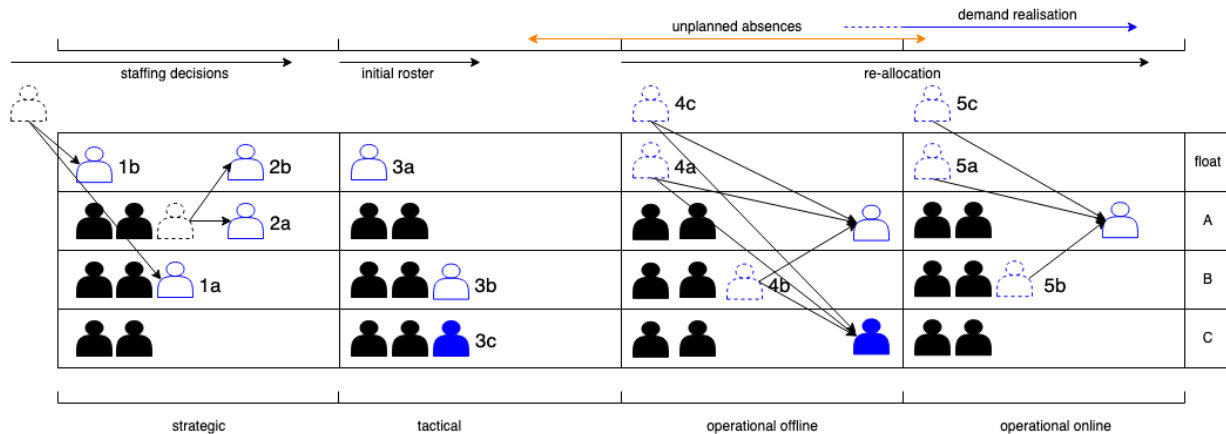 demand realisation
unplanned absences
staffing decisions
initial roster
re-allocation
4c
5c
1b
2b
3a
4a
5a
float
2a
A
1a
3b
4b
5b
B
3c
C
strategic
tactical
operational offline
operational online